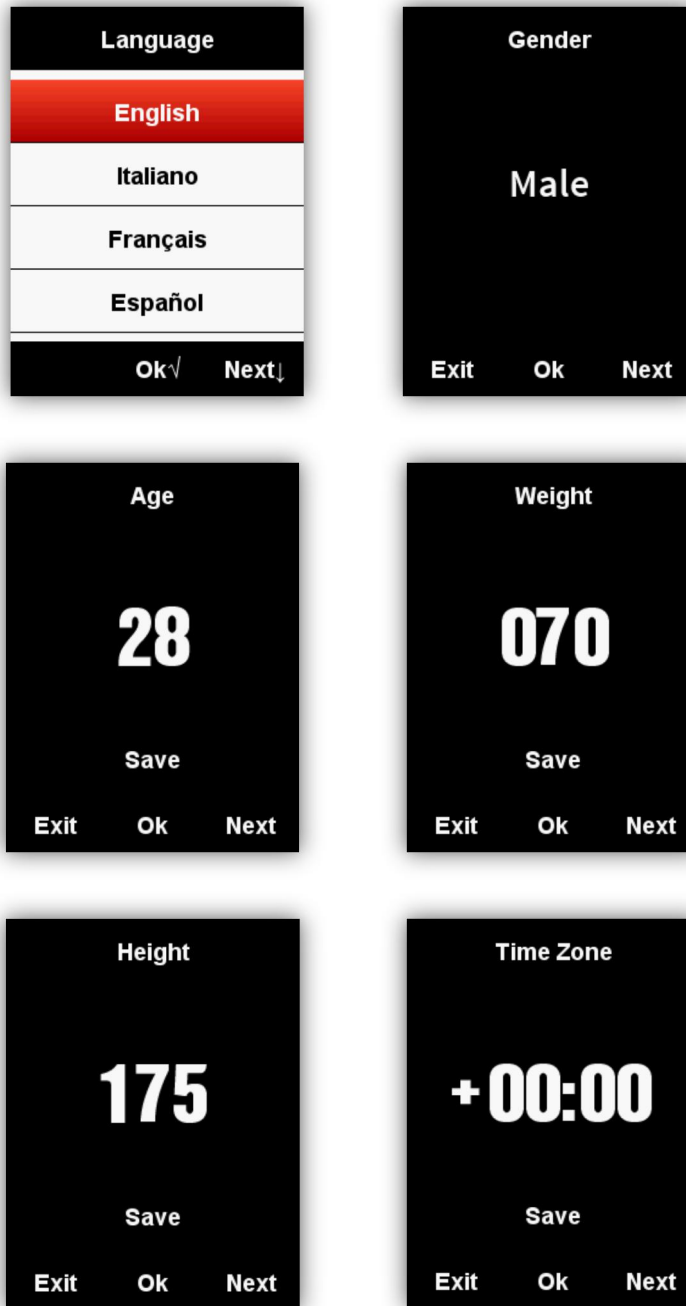 Language
English
Italiano
Français
Español
Ok√ Next↓
Gender
Male
Exit Ok Next
Age
28
Save
Exit Ok Next
Weight
070
Save
Exit Ok Next
Height
175
Save
Exit Ok Next
Time Zone
+00:00
Save
Exit Ok Next